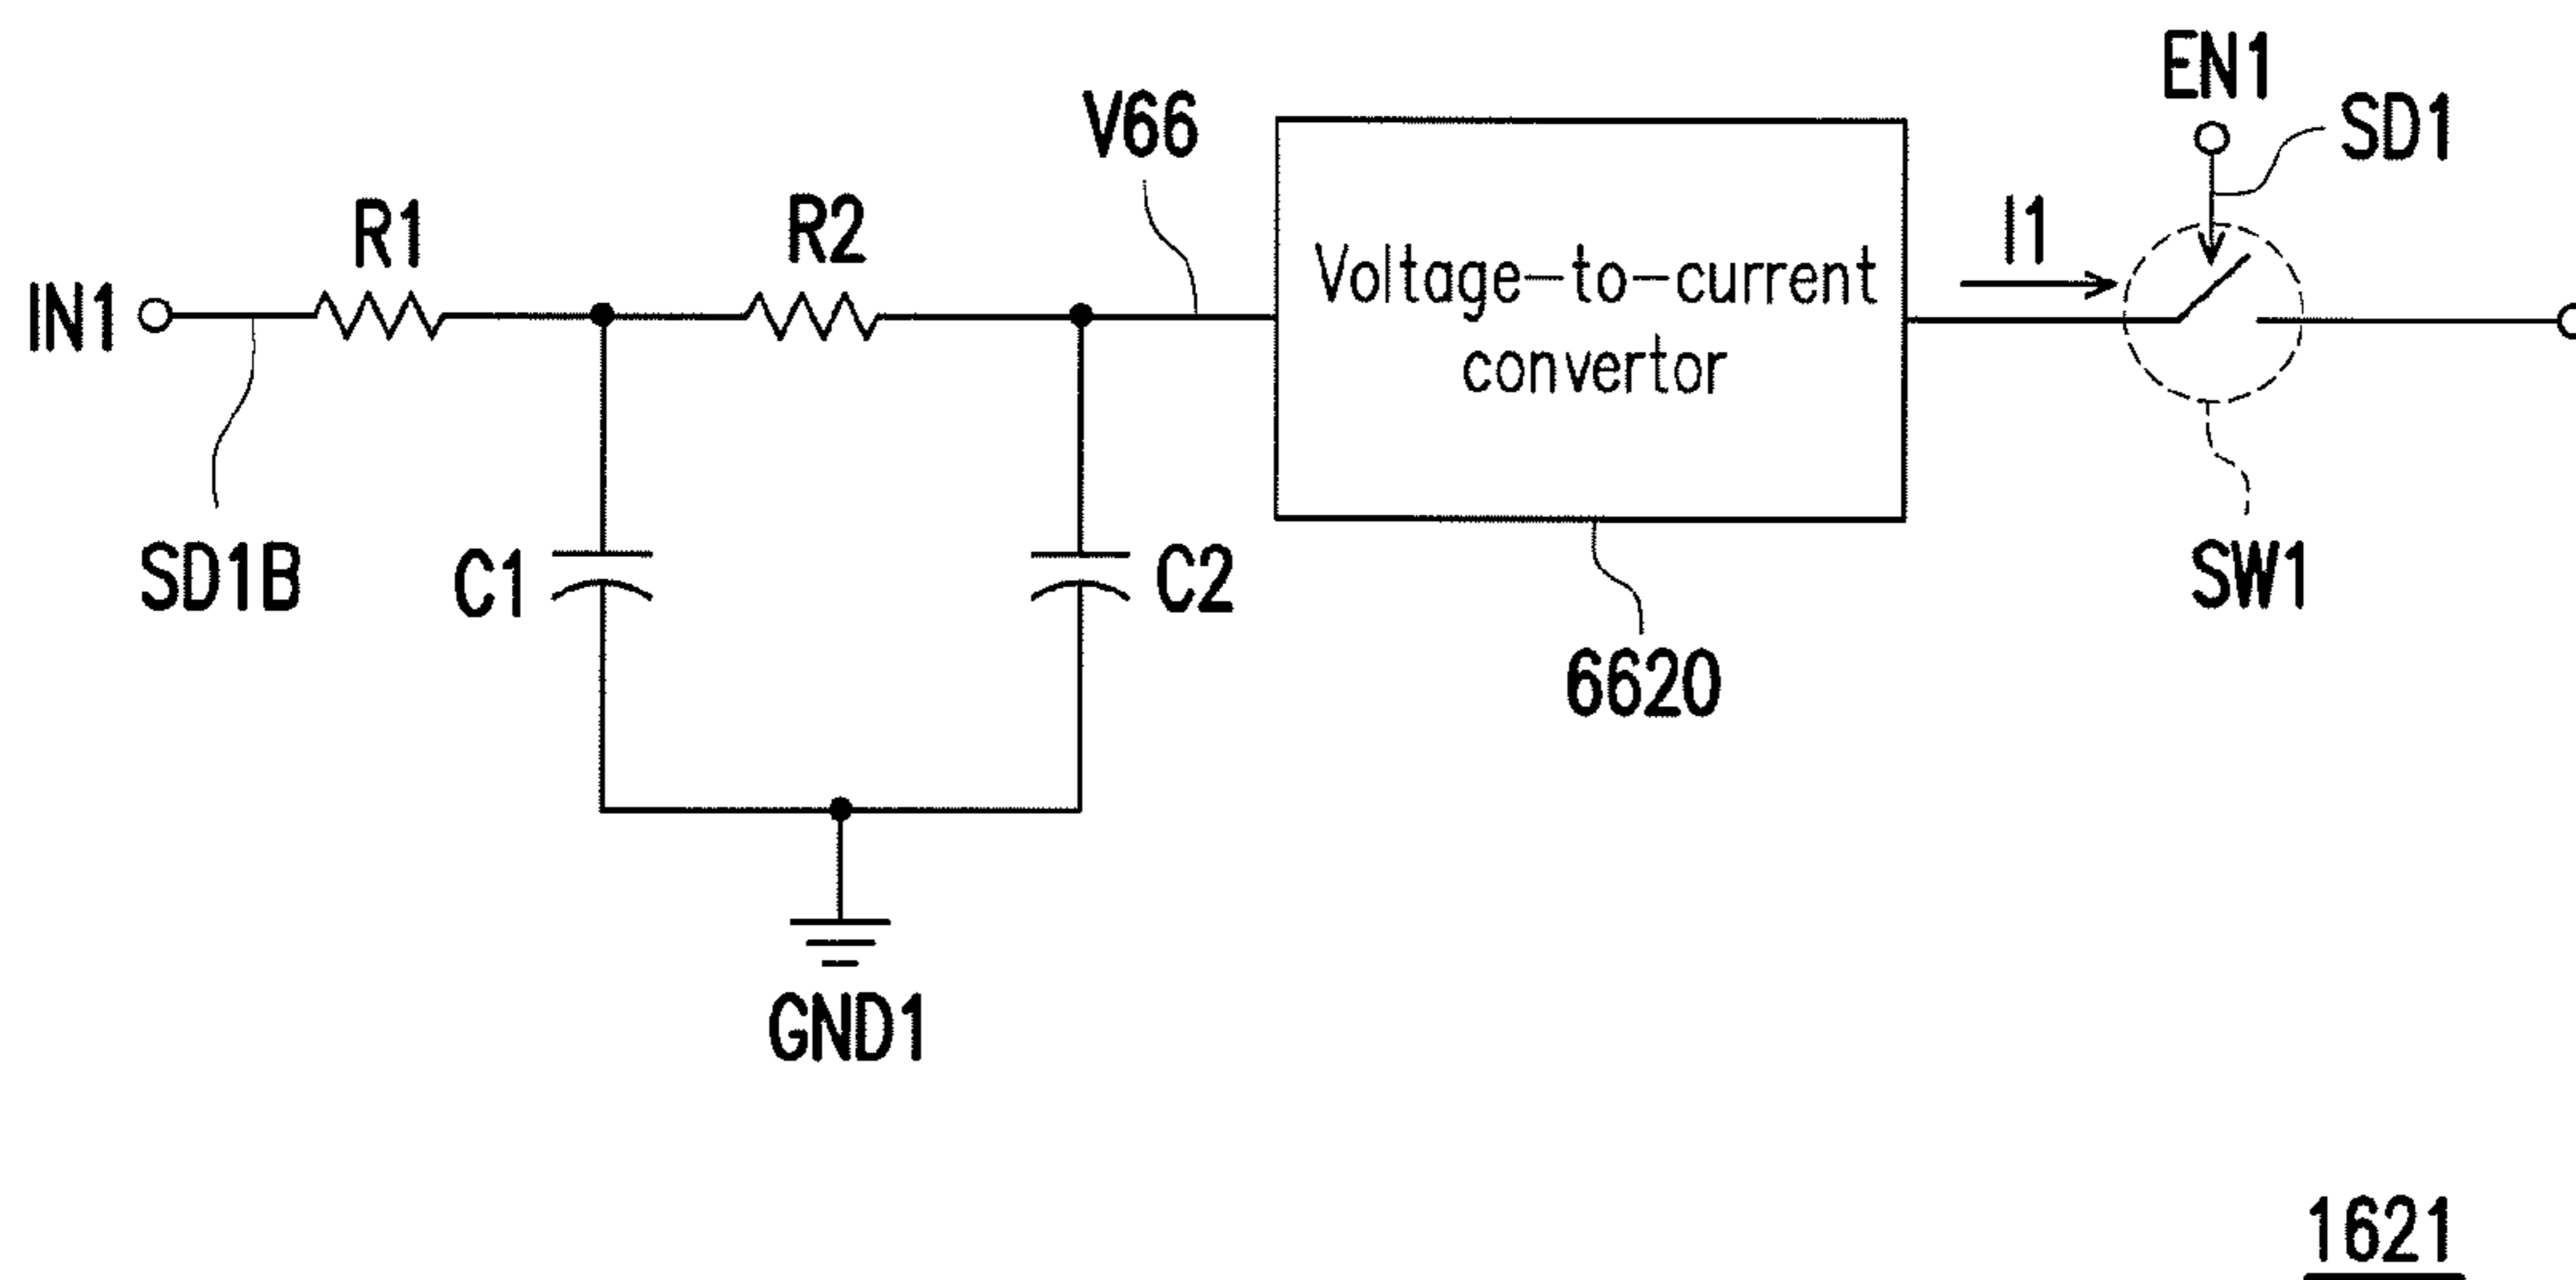 EN1
V66
SD1
R1
R2
I1
IN1
Voltage-to-current
convertor
SD1B
C1
C2
SW1
6620
GND1
1621